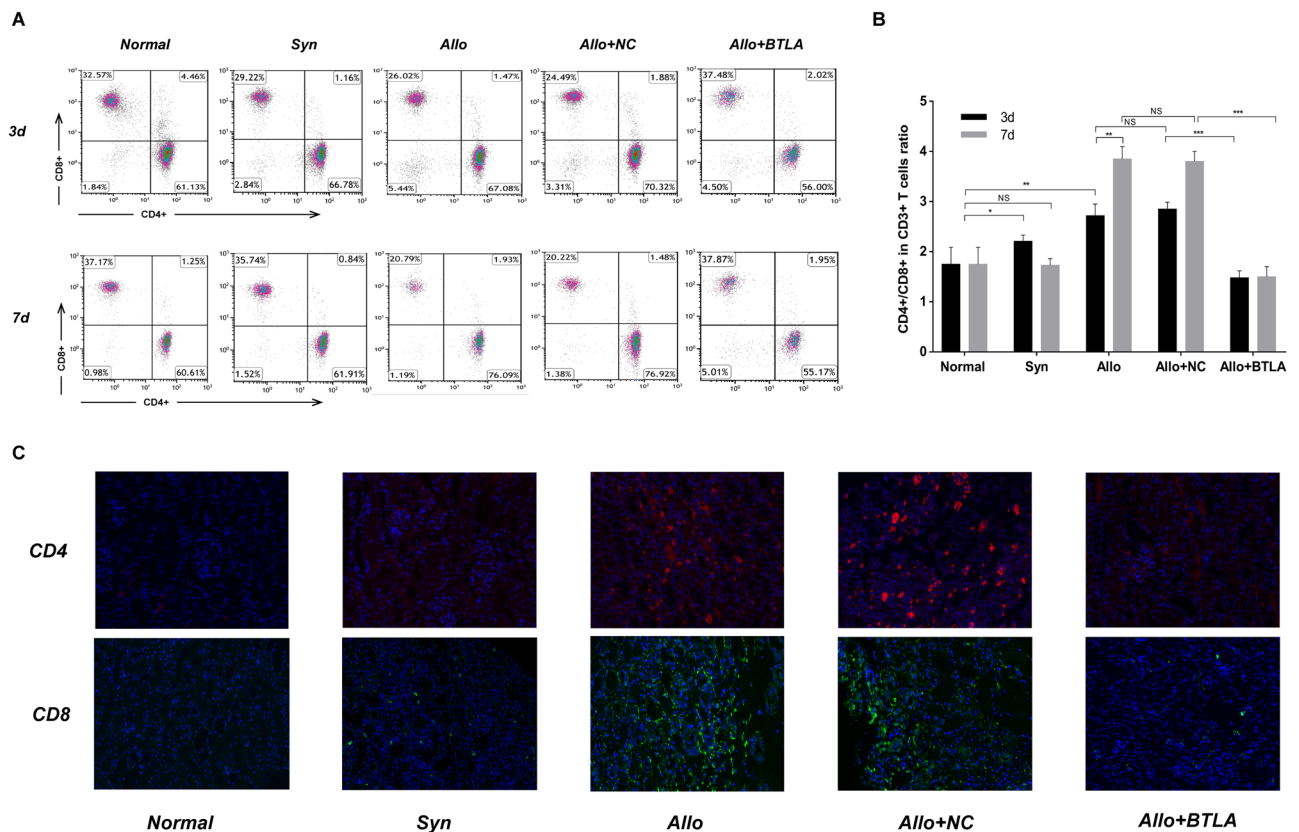 A
Normal
Syn
Allo
Allo+NC
Allo+BTLA
3d
CD8+
32.57%
4.46%
1.84%
61.13%
29.22%
1.16%
2.84%
66.78%
26.02%
1.47%
5.44%
67.08%
24.49%
1.88%
3.31%
70.32%
37.48%
2.02%
4.50%
56.00%
CD4+
7d
CD8+
37.17%
1.25%
0.98%
60.61%
35.74%
0.84%
1.52%
61.91%
20.79%
1.93%
1.19%
76.09%
20.22%
1.48%
1.38%
76.92%
37.87%
1.95%
5.01%
55.17%
CD4+
B
CD4+/CD8+ in CD3+ T cells ratio
6
5
4
3
2
1
0
3d
7d
NS
***
NS
**
***
**
NS
*
Normal
Syn
Allo
Allo+NC
Allo+BTLA
C
CD4
CD8
Normal
Syn
Allo
Allo+NC
Allo+BTLA